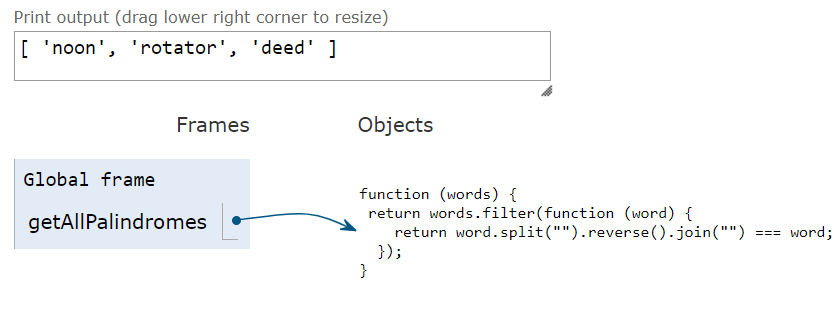 Print output (drag lower right corner to resize)
[ 'noon', 'rotator', 'deed' ]
Frames
Objects
Global frame
getAllPalindromes
function (words) {
 return words.filter(function (word) {
    return word.split("").reverse().join("") === word;
  });
}